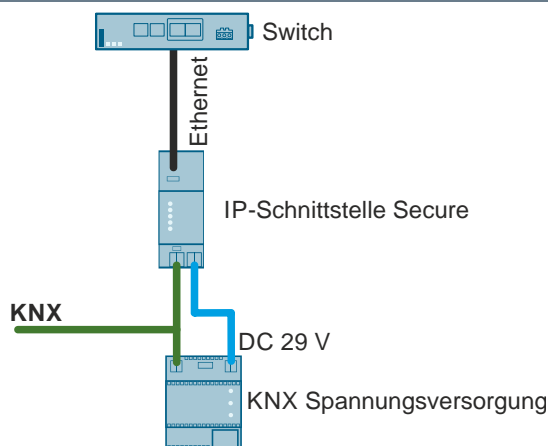 Switch
Ethernet
IP-Schnittstelle Secure
KNX
DC 29 V
KNX Spannungsversorgung